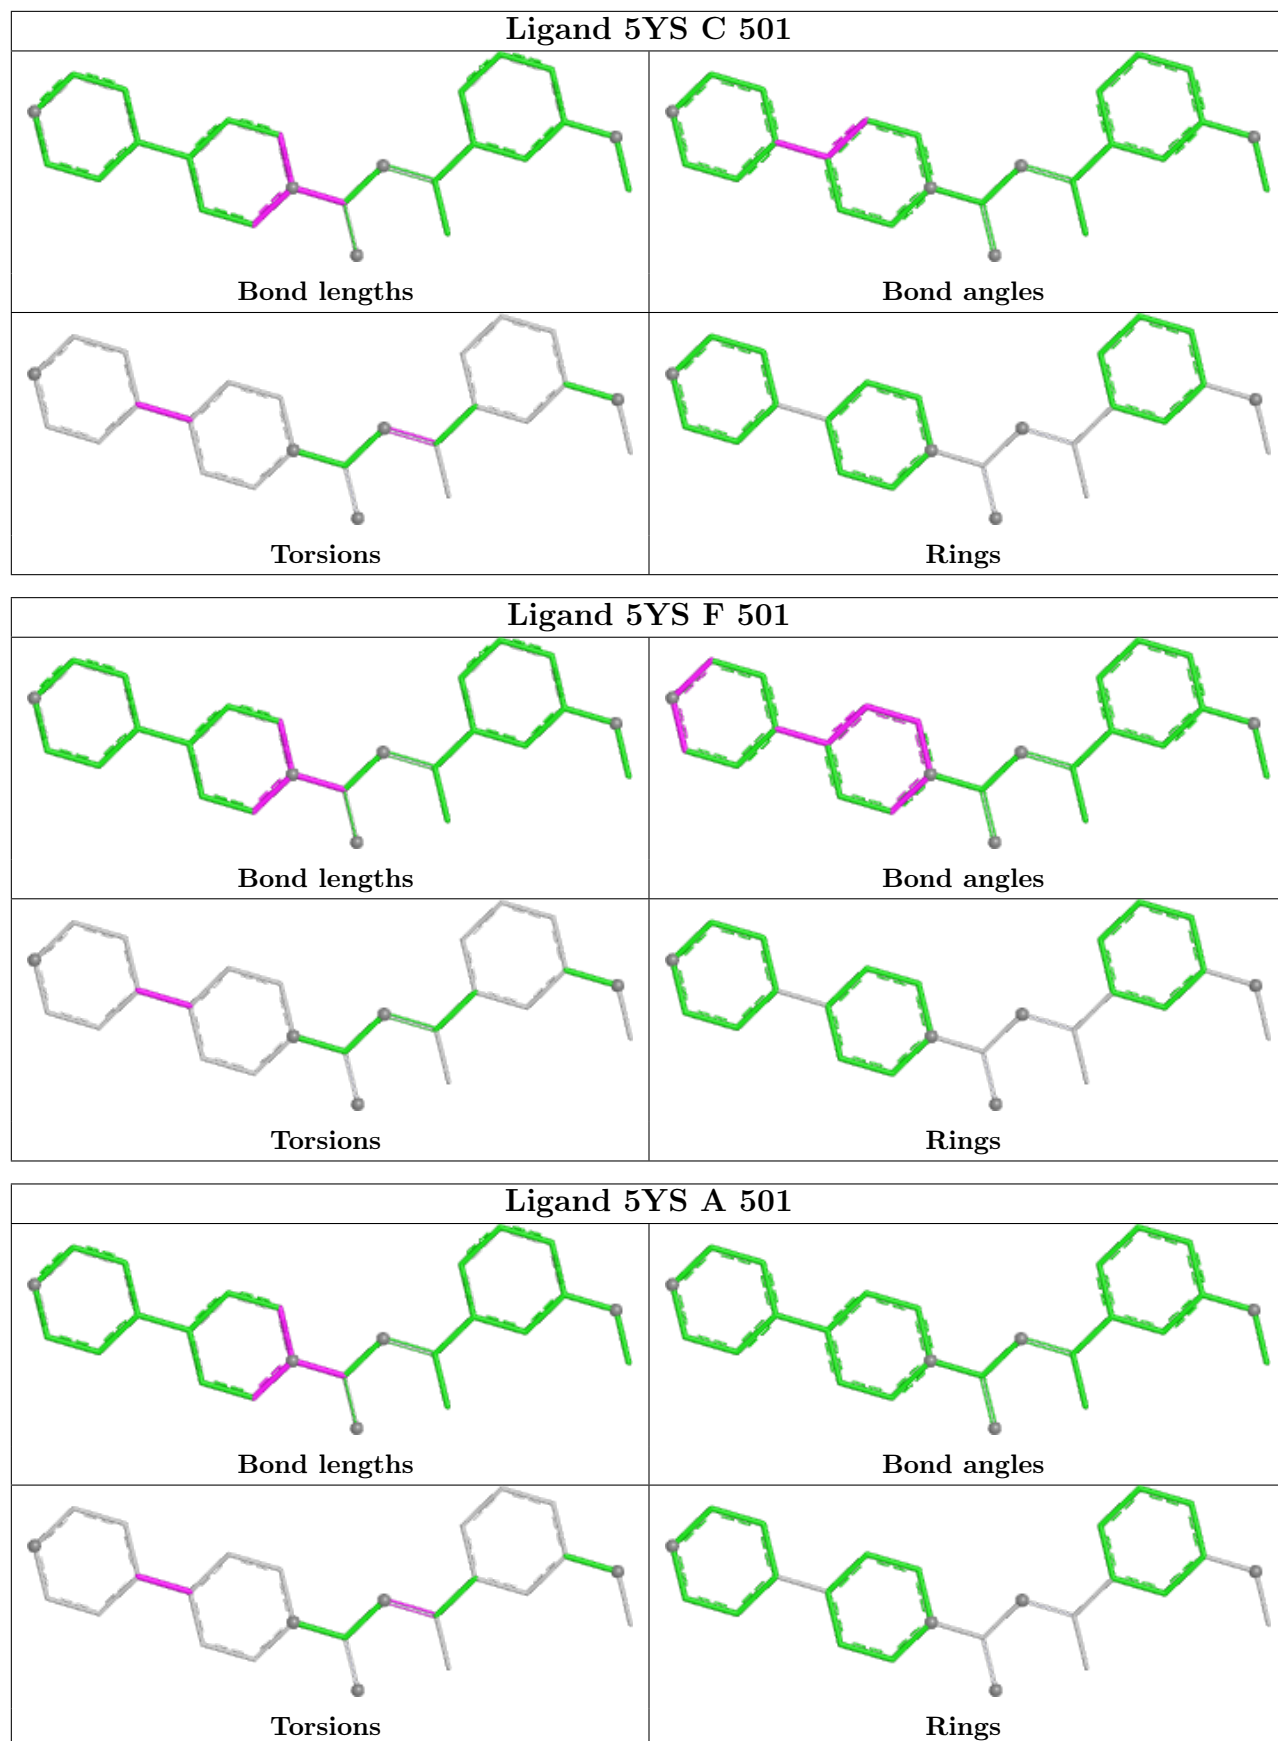 Ligand 5YS C 501
Bond lengths
Bond angles
Torsions
Rings
Ligand 5YS F 501
Bond lengths
Bond angles
Torsions
Rings
Ligand 5YS A 501
Bond lengths
Bond angles
Torsions
Rings